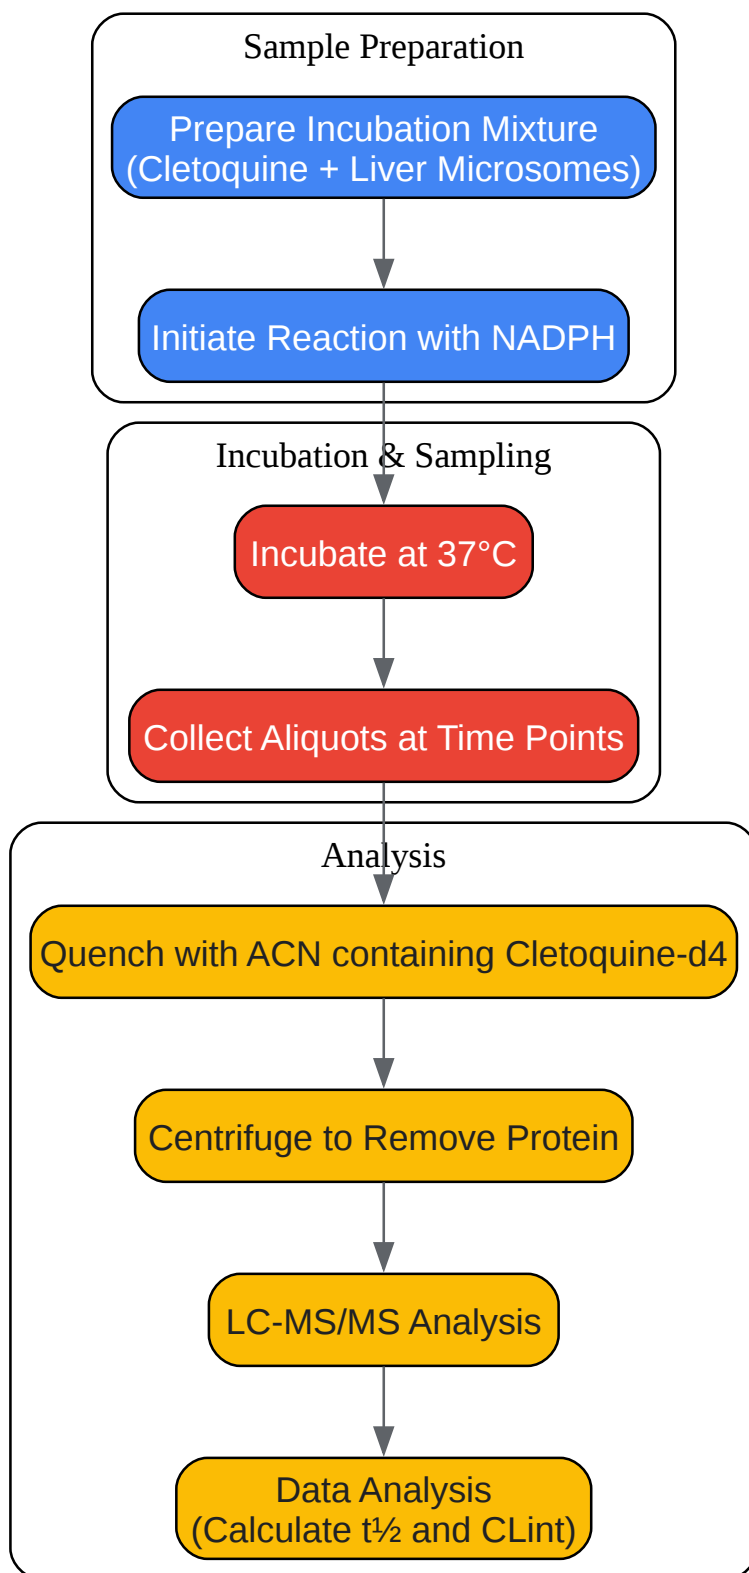 Sample Preparation
Prepare Incubation Mixture
(Cletoquine + Liver Microsomes)
Initiate Reaction with NADPH
Incubation & Sampling
Incubate at 37°C
Collect Aliquots at Time Points
Analysis
Quench with ACN containing Cletoquine-d4
Centrifuge to Remove Protein
LC-MS/MS Analysis
Data Analysis
(Calculate t½ and CLint)